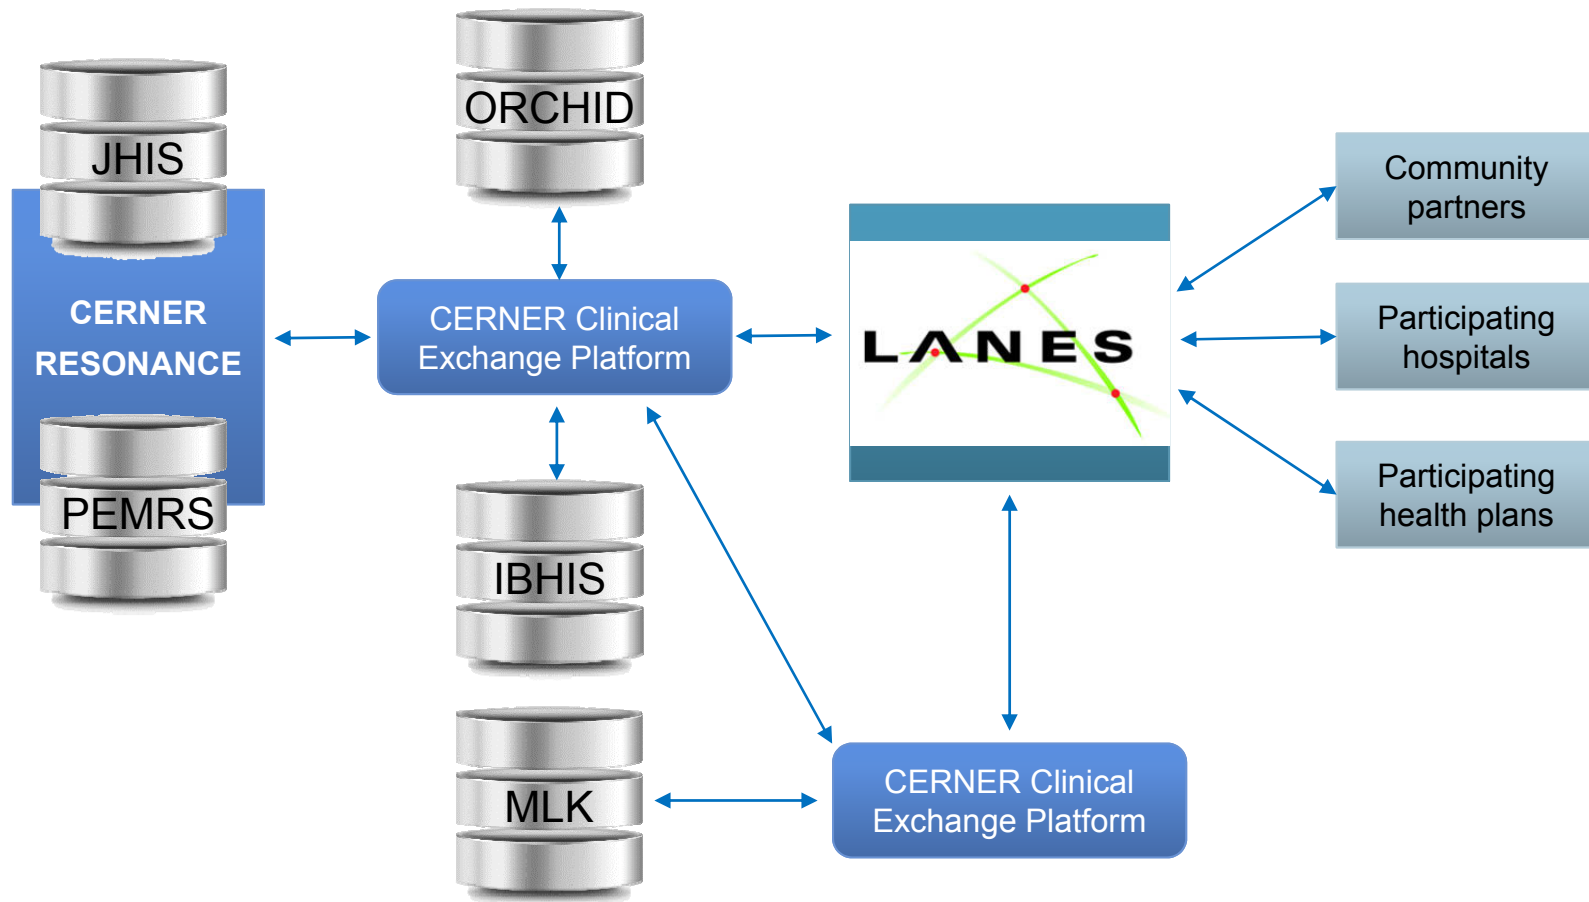 JHIS
CERNER
RESONANCE
PEMRS
ORCHID
CERNER Clinical
Exchange Platform
IBHIS
MLK
LANES
CERNER Clinical
Exchange Platform
Community
partners
Participating
hospitals
Participating
health plans